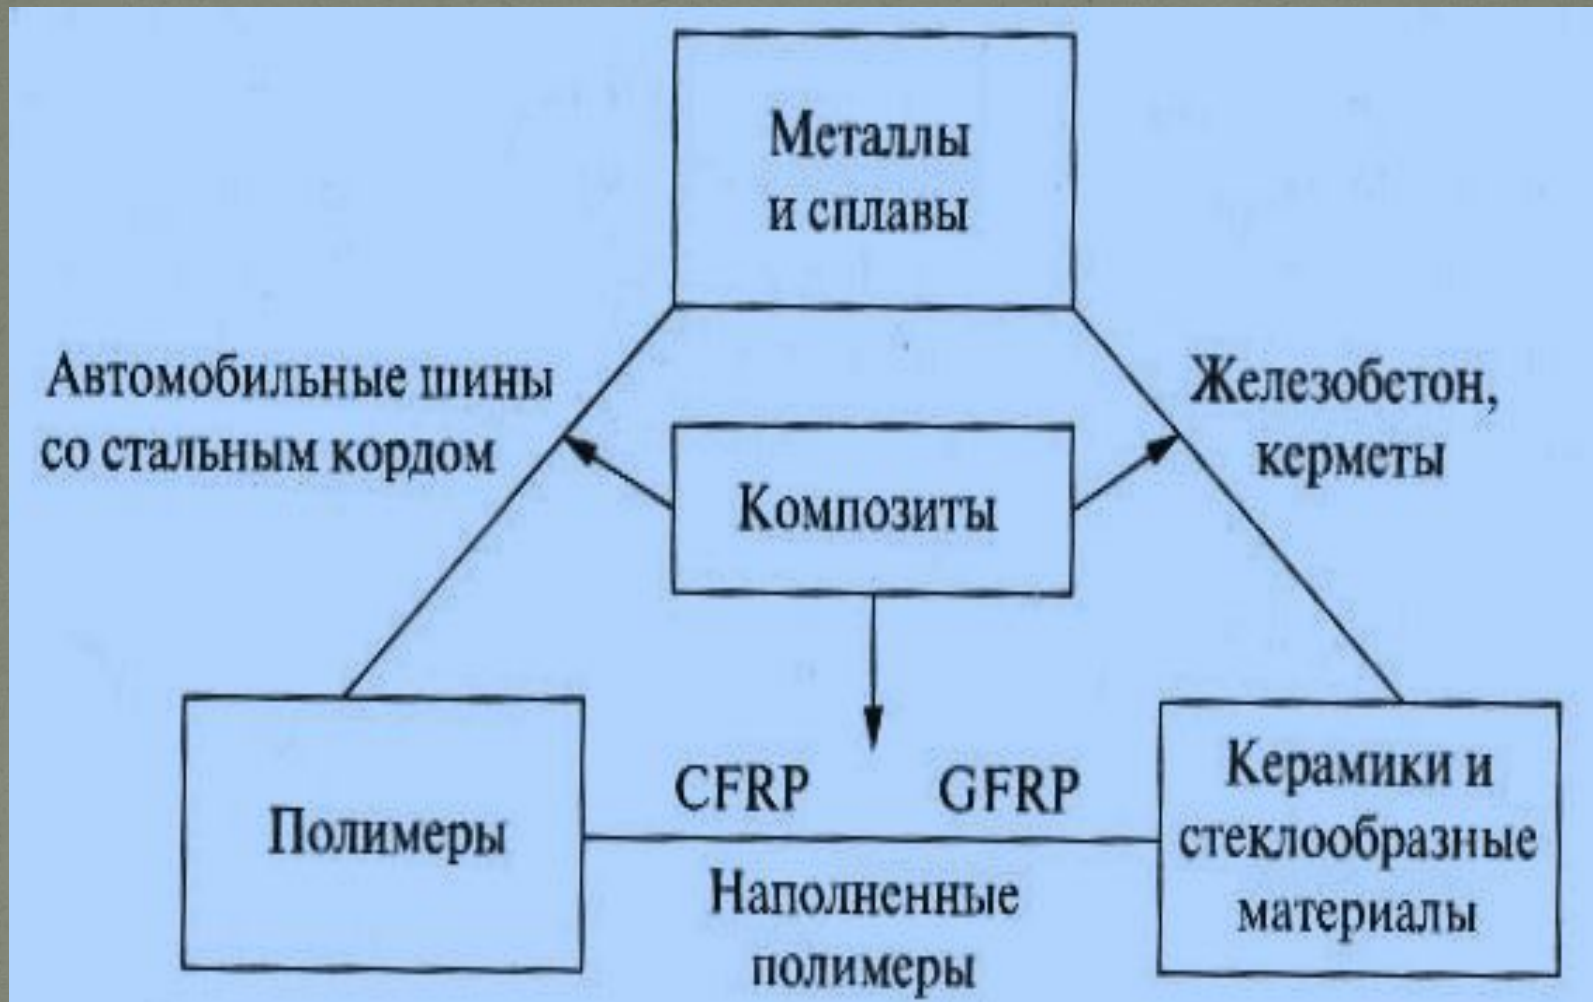 Металлы
и сплавы
Автомобильные шины
со стальным кордом
Железобетон,
керметы
Композиты
Полимеры
CFRP GFRP
Наполненные
полимеры
Керамики и
стеклообразные
материалы